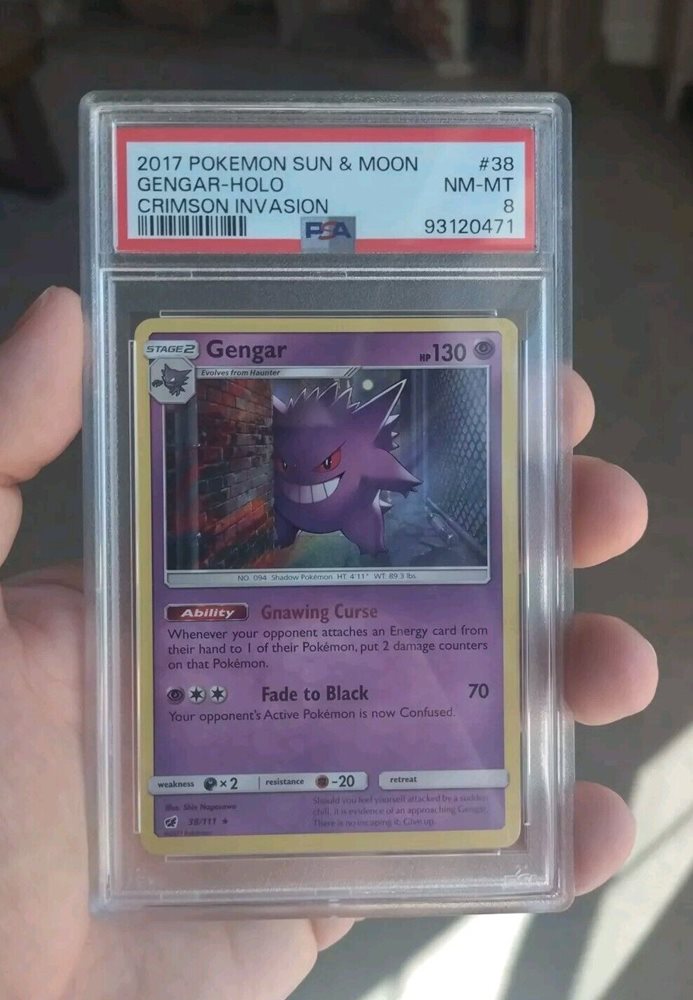 2017 POKEMON SUN & MOON #38
GENGAR-HOLO NM-MT
CRIMSON INVASION 8
PSA 93120471
STAGE2 Gengar HP 130
Evolves from Haunter
NO. 094 Shadow Pokémon HT: 4'11" WT: 89.3 lbs.
Ability Gnawing Curse
Whenever your opponent attaches an Energy card from
their hand to 1 of their Pokémon, put 2 damage counters
on that Pokémon.
Fade to Black 70
Your opponent's Active Pokémon is now Confused.
weakness ×2 resistance -20 retreat
Illus. Shin Nagasawa
Should you feel yourself attacked by a sudden
chill, it is evidence of an approaching Gengar.
There is no escaping it. Give up.
38/111 ★